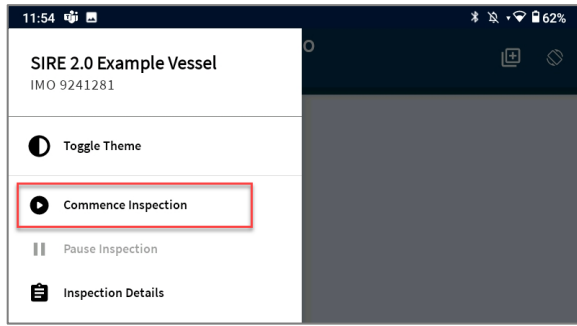 11:54
62%
SIRE 2.0 Example Vessel
IMO 9241281
Toggle Theme
Commence Inspection
Pause Inspection
Inspection Details